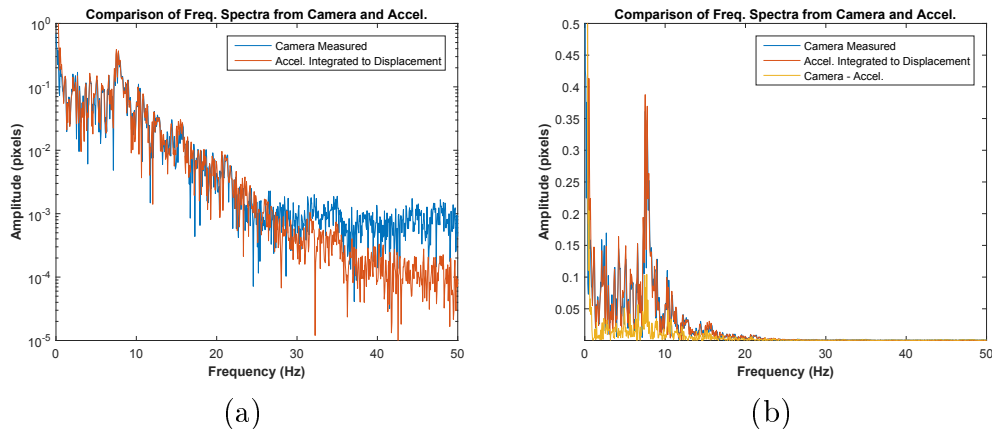 Comparison of Freq. Spectra from Camera and Accel.
Camera Measured
Accel. Integrated to Displacement
Amplitude (pixels)
10^0
10^-1
10^-2
10^-3
10^-4
10^-5
0 10 20 30 40 50
Frequency (Hz)
(a)
Comparison of Freq. Spectra from Camera and Accel.
Camera Measured
Accel. Integrated to Displacement
Camera - Accel.
Amplitude (pixels)
0.5
0.45
0.4
0.35
0.3
0.25
0.2
0.15
0.1
0.05
0 10 20 30 40 50
Frequency (Hz)
(b)